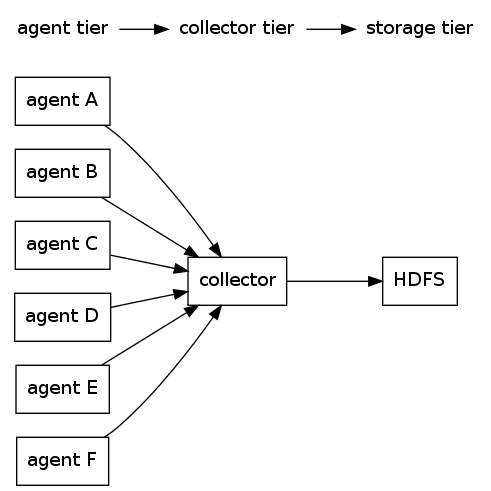 agent tier collector tier storage tier
agent A
agent B
agent C
collector
HDFS
agent D
agent E
agent F